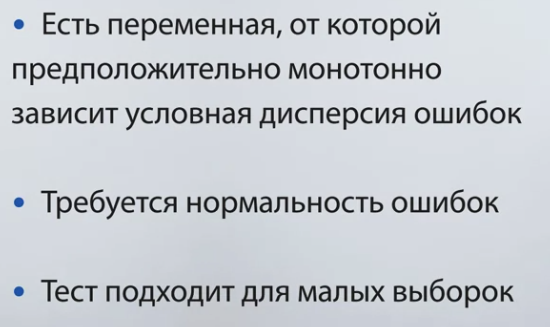 • Есть переменная, от которой
предположительно монотонно
зависит условная дисперсия ошибок
• Требуется нормальность ошибок
• Тест подходит для малых выборок